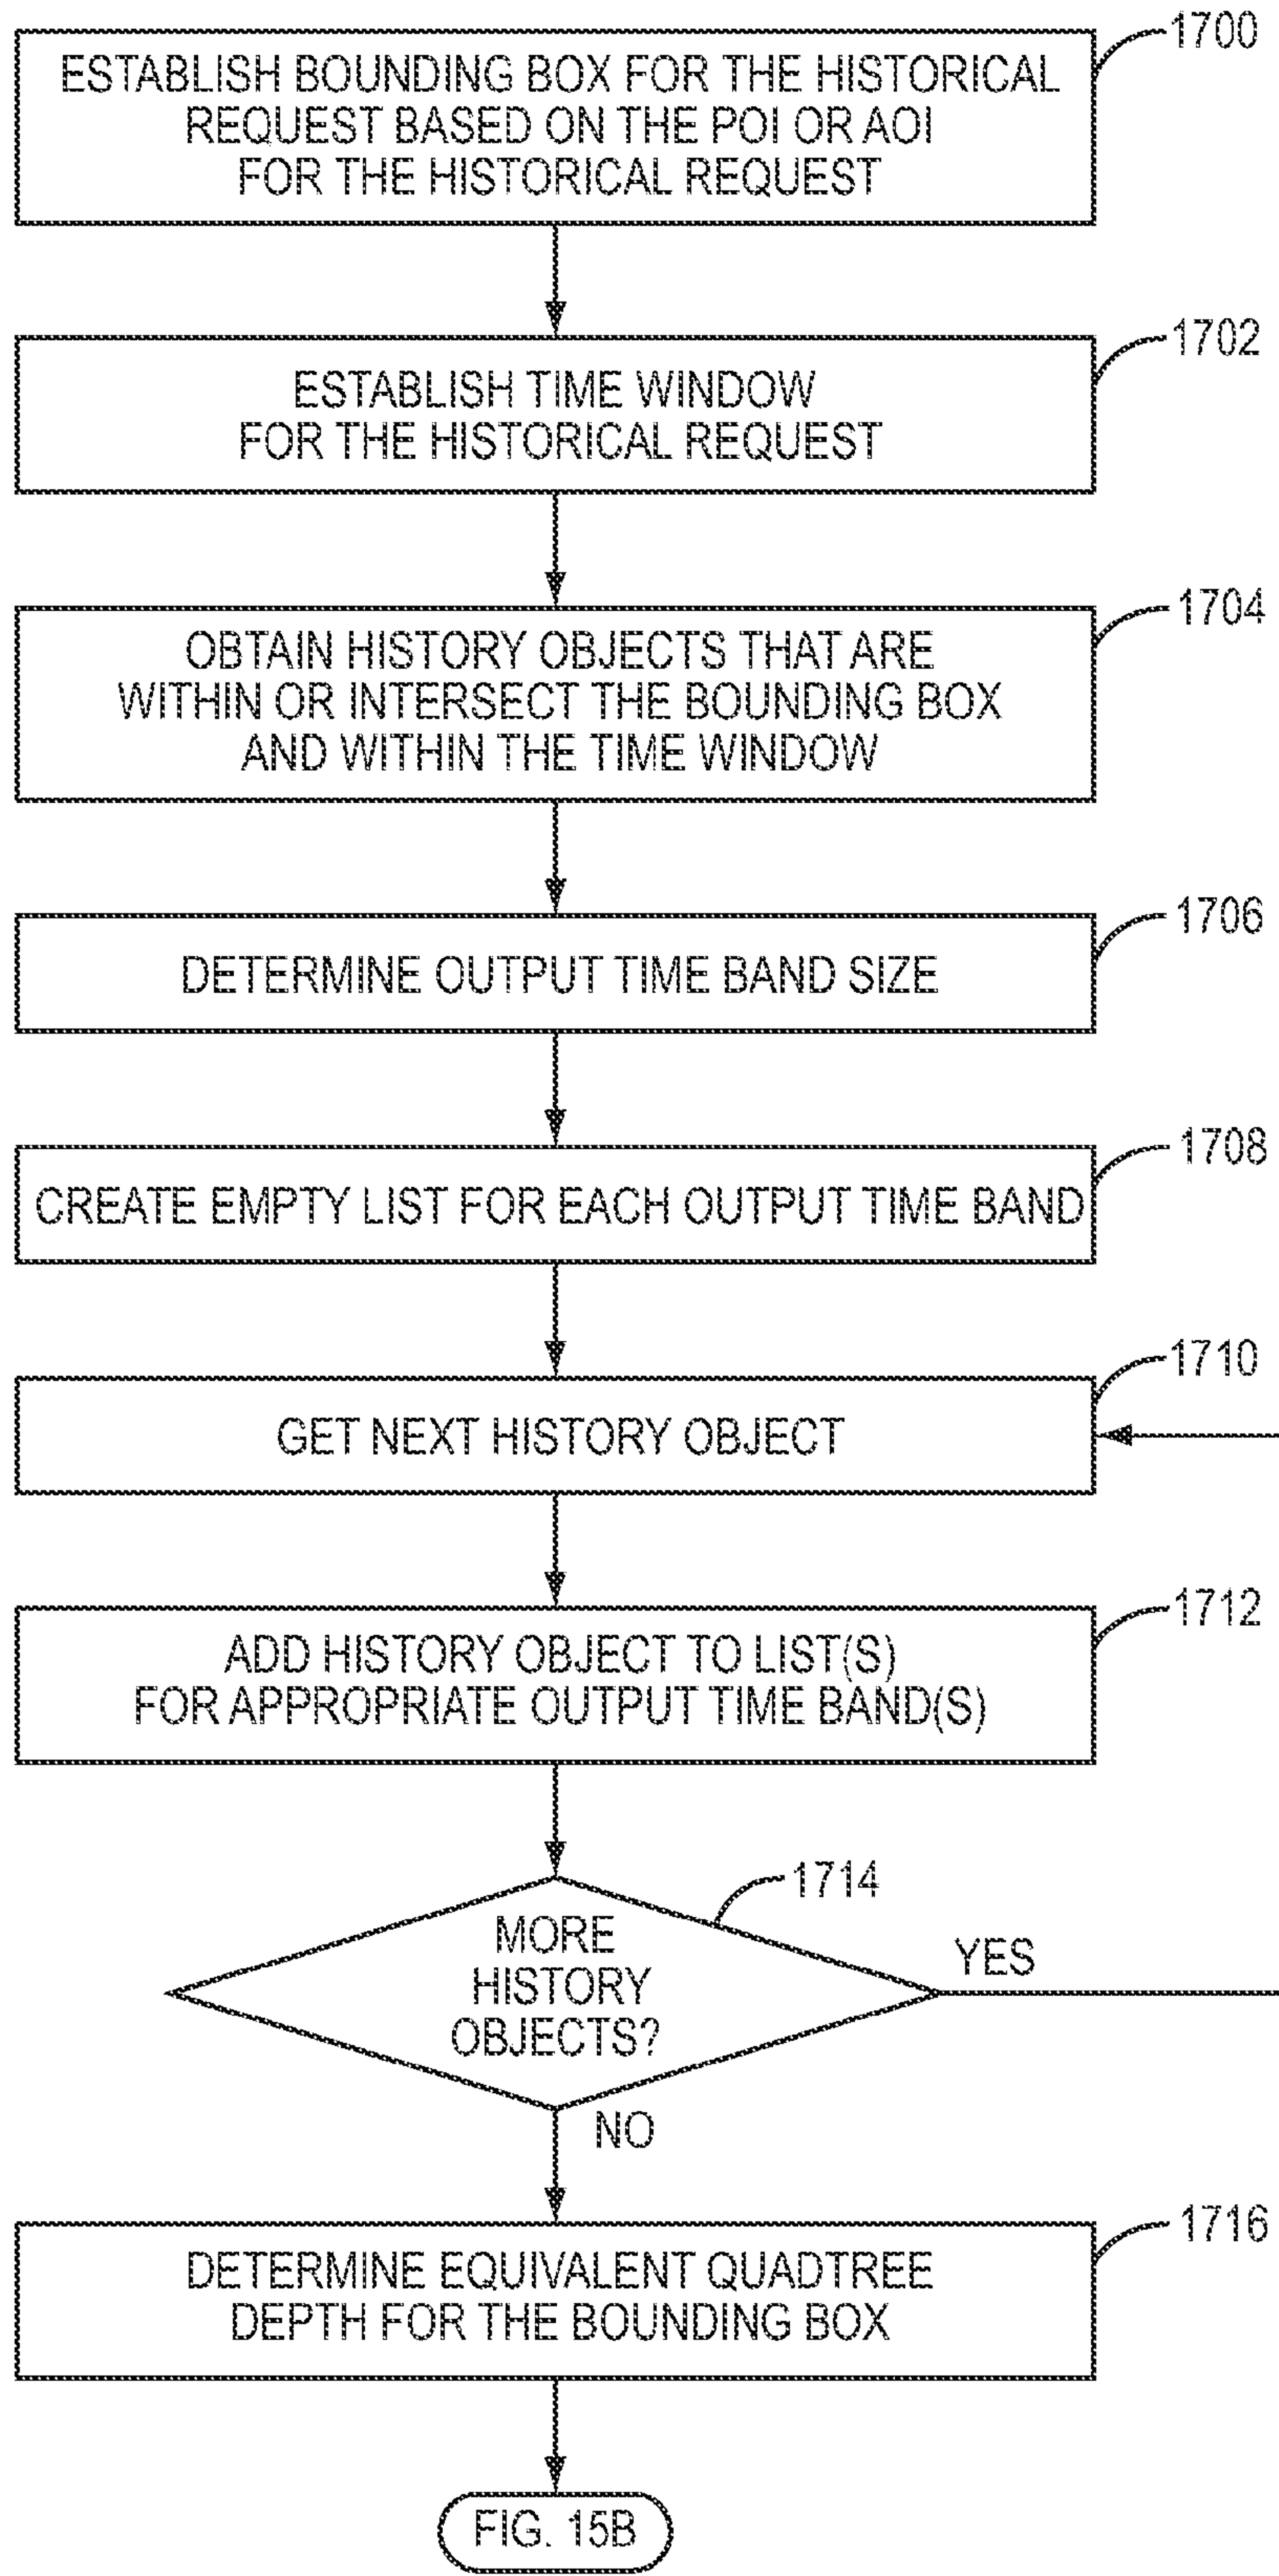 1700
ESTABLISH BOUNDING BOX FOR THE HISTORICAL
REQUEST BASED ON THE POI OR AOI
FOR THE HISTORICAL REQUEST
1702
ESTABLISH TIME WINDOW
FOR THE HISTORICAL REQUEST
1704
OBTAIN HISTORY OBJECTS THAT ARE
WITHIN OR INTERSECT THE BOUNDING BOX
AND WITHIN THE TIME WINDOW
1706
DETERMINE OUTPUT TIME BAND SIZE
1708
CREATE EMPTY LIST FOR EACH OUTPUT TIME BAND
1710
GET NEXT HISTORY OBJECT
1712
ADD HISTORY OBJECT TO LIST(S)
FOR APPROPRIATE OUTPUT TIME BAND(S)
1714
MORE
HISTORY
OBJECTS?
YES
NO
1716
DETERMINE EQUIVALENT QUADTREE
DEPTH FOR THE BOUNDING BOX
FIG. 15B